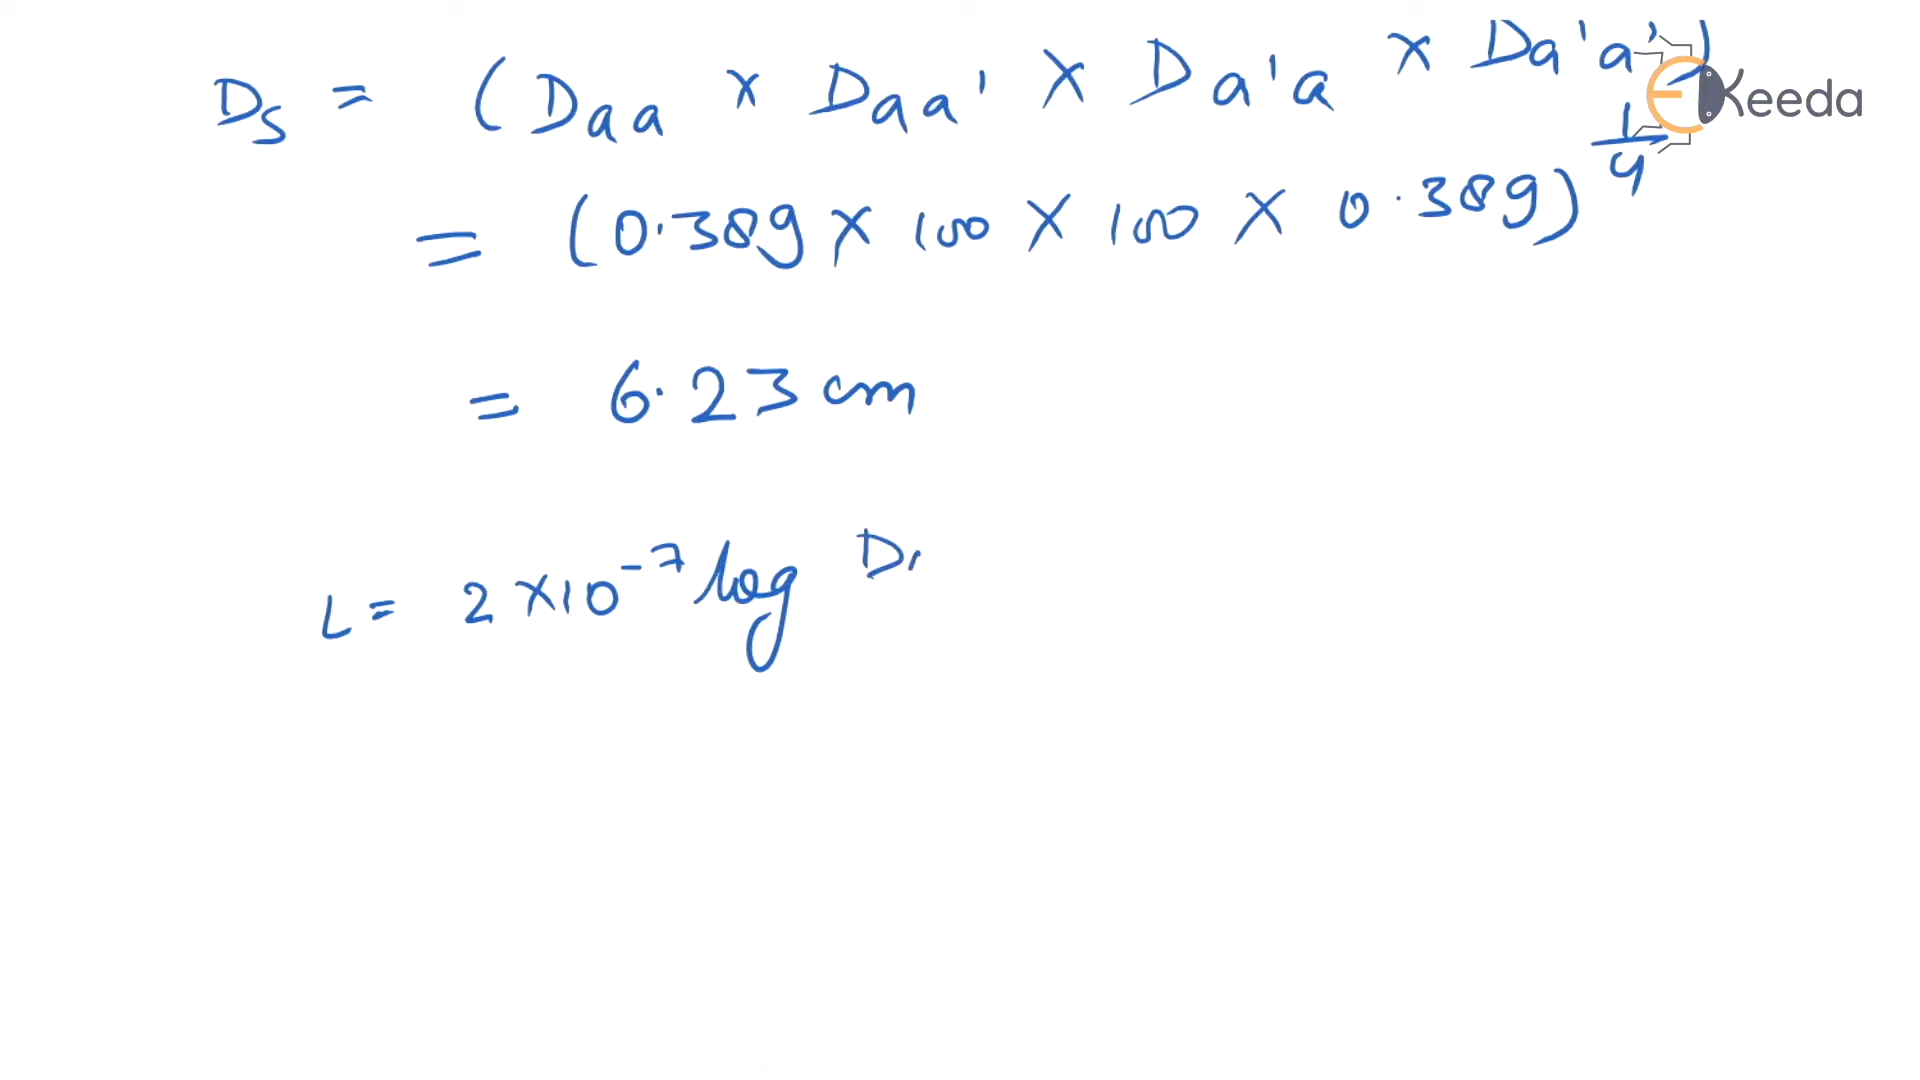 Ds = (Daa × Daa' × Da'a × Da'a')
EKeeda
1/4
= (0.389 × 100 × 100 × 0.389)
= 6.23 cm
L = 2 × 10⁻⁷ log D